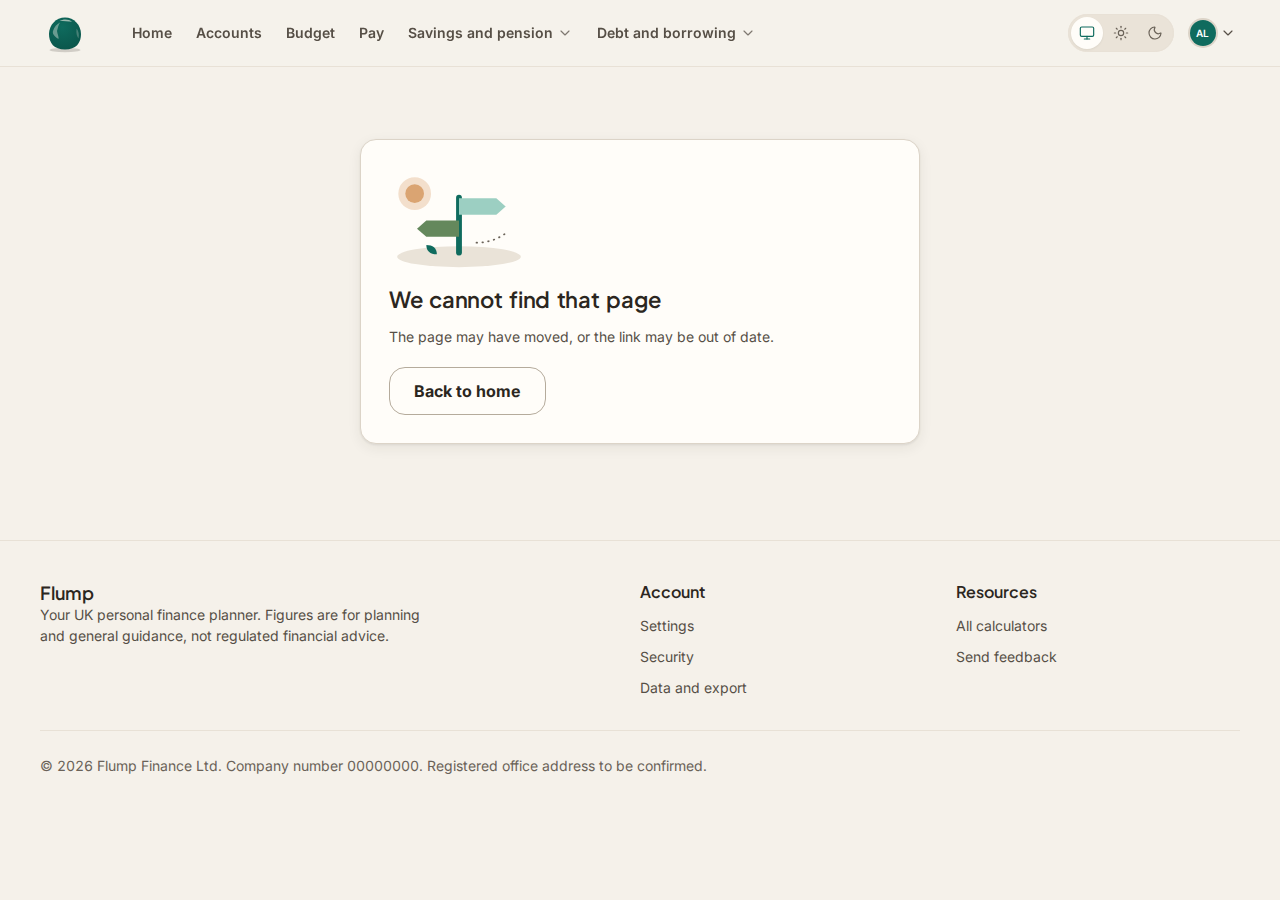 Home Accounts Budget Pay Savings and pension Debt and borrowing AL
We cannot find that page
The page may have moved, or the link may be out of date.
Back to home
Flump
Your UK personal finance planner. Figures are for planning
and general guidance, not regulated financial advice.
Account
Settings
Security
Data and export
Resources
All calculators
Send feedback
© 2026 Flump Finance Ltd. Company number 00000000. Registered office address to be confirmed.